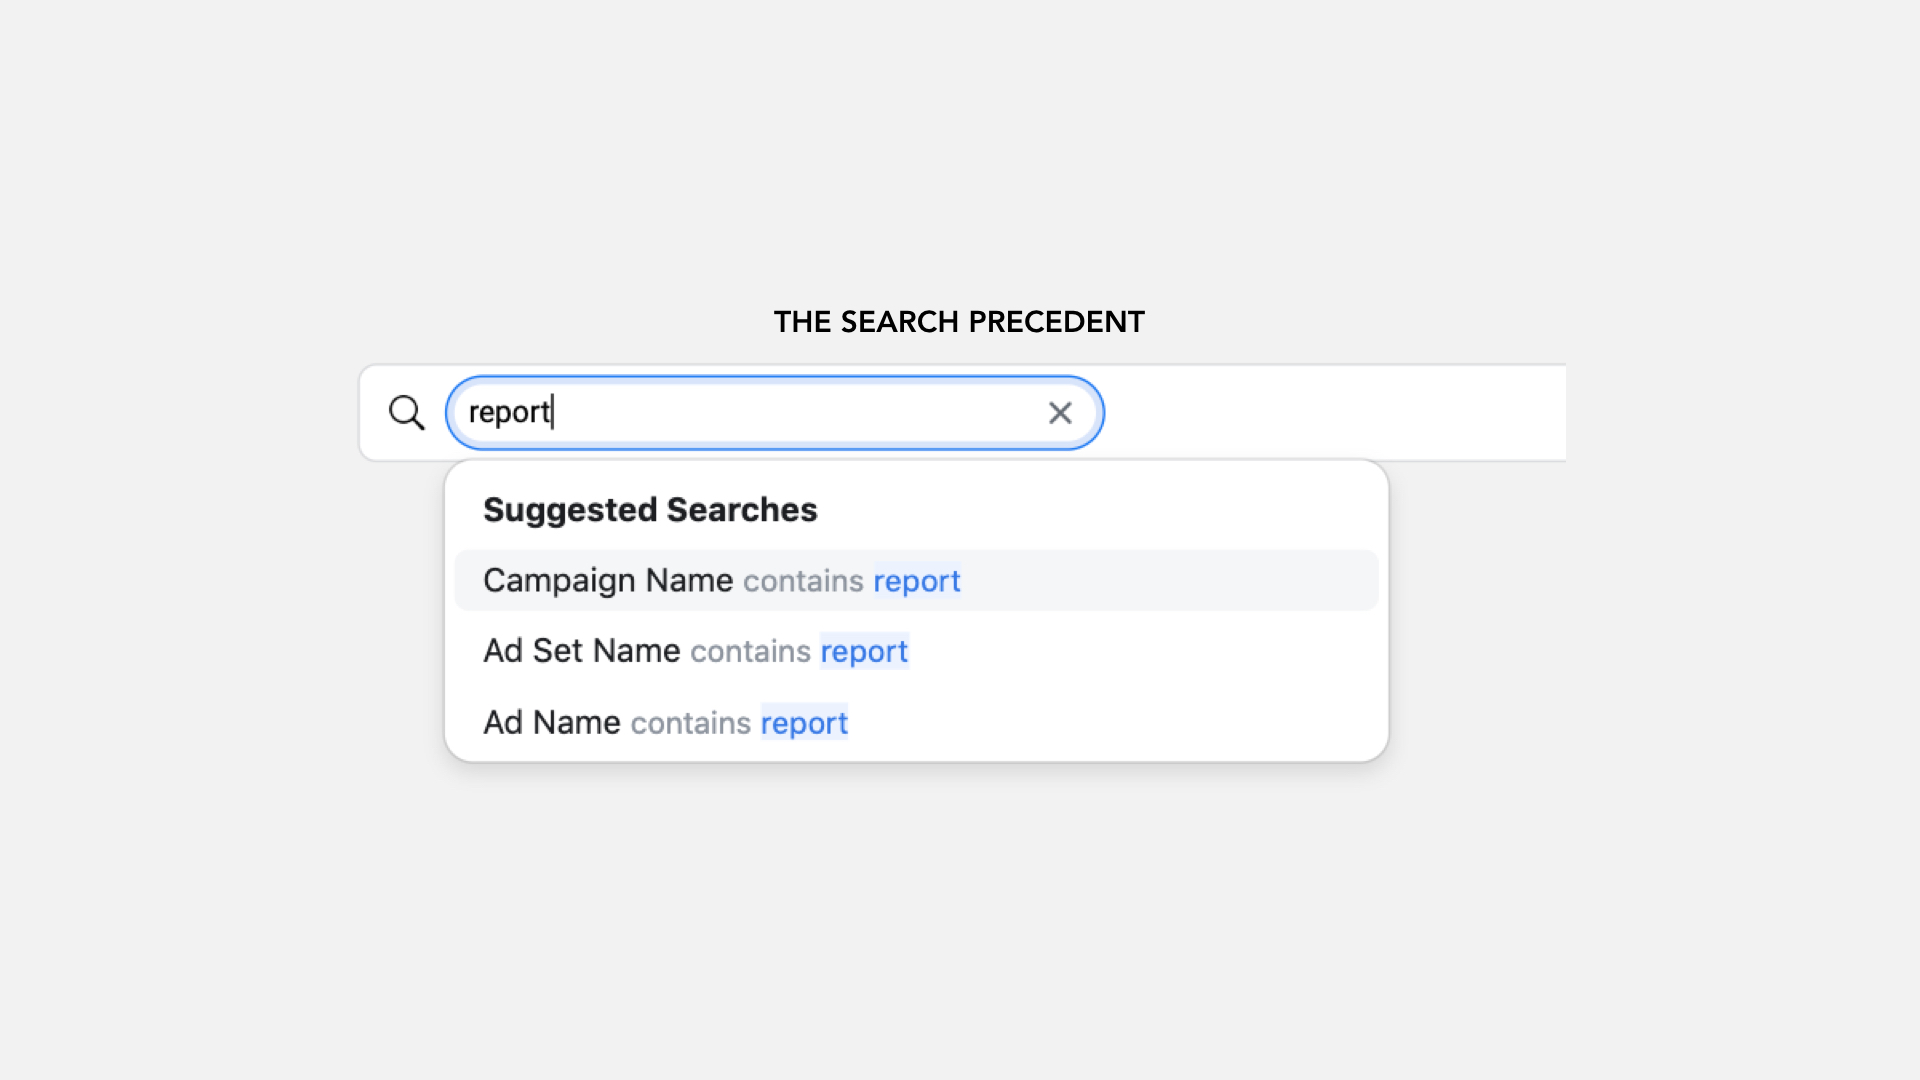 THE SEARCH PRECEDENT
report
Suggested Searches
Campaign Name contains report
Ad Set Name contains report
Ad Name contains report